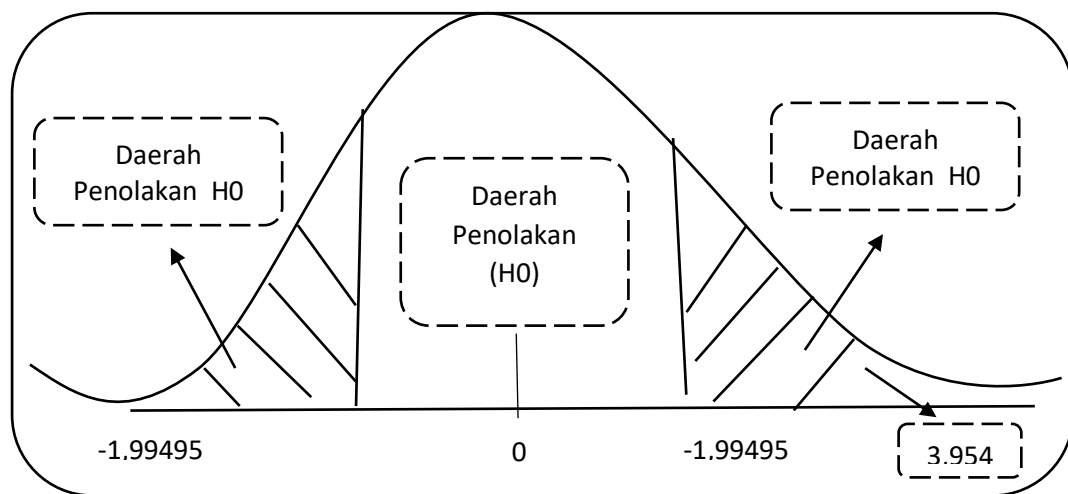 Daerah
Penolakan H0
Daerah
Penolakan
(H0)
Daerah
Penolakan H0
-1,99495
0
-1,99495
3,954